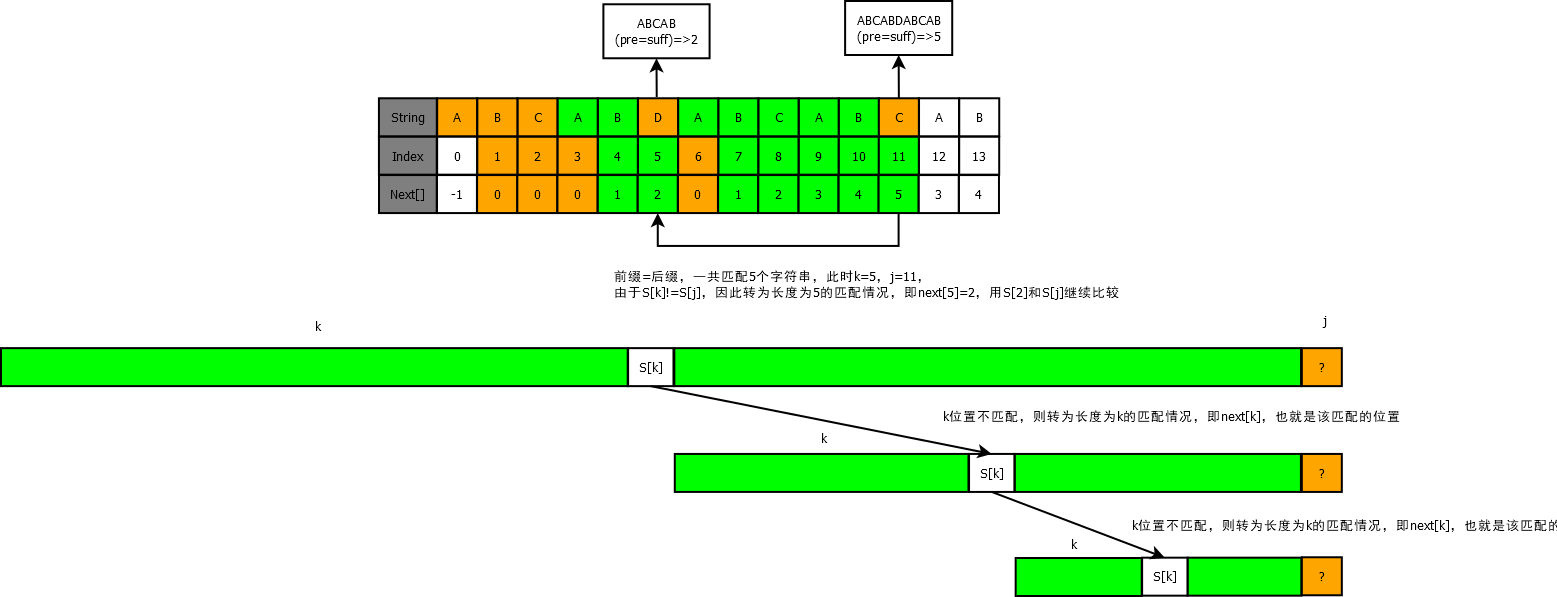 ABCAB
(pre=suff)=>2
ABCABDABCAB
(pre=suff)=>5
String A B C A B D A B C A B C A B
Index 0 1 2 3 4 5 6 7 8 9 10 11 12 13
Next[] -1 0 0 0 1 2 0 1 2 3 4 5 3 4
前缀=后缀，一共匹配5个字符串，此时k=5，j=11，
由于S[k]!=S[j]，因此转为长度为5的匹配情况，即next[5]=2，用S[2]和S[j]继续比较
k j
S[k] ?
k位置不匹配，则转为长度为k的匹配情况，即next[k]，也就是该匹配的位置
k
S[k] ?
k位置不匹配，则转为长度为k的匹配情况，即next[k]，也就是该匹配的
k
S[k] ?